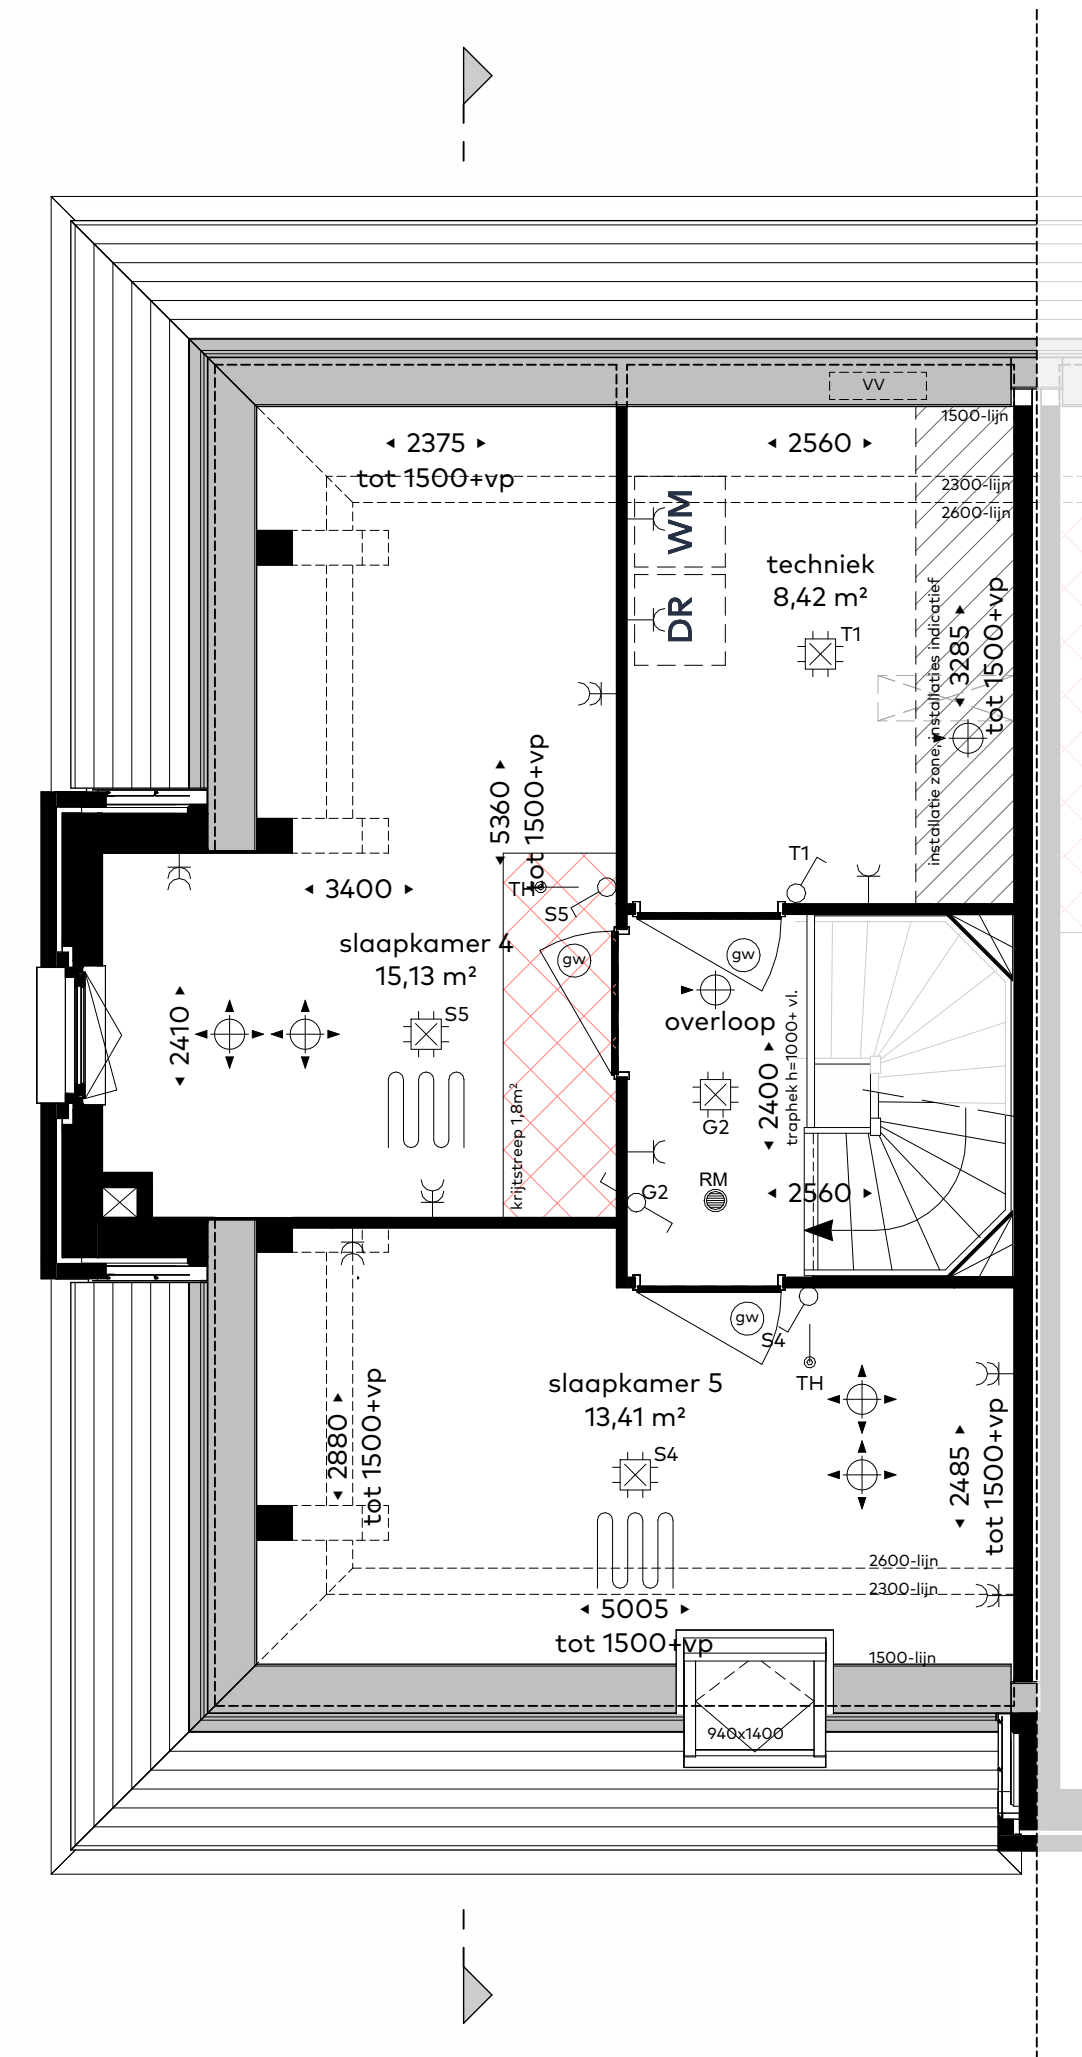 VV
1500-lijn
2375
tot 1500+vp
2560
2300-lijn
2600-lijn
WM
techniek
8,42 m²
DR
T1
installatie zone, installaties indicatief
3285
tot 1500+vp
5360
tot 1500+vp
T1
3400
TH
S5
slaapkamer 4
15,13 m²
gw
gw
2410
S5
overloop
2400
traphek h=1000+ vl.
G2
krijtstreep 1,8m²
RM
G2
2560
gw
S4
TH
slaapkamer 5
13,41 m²
2880
tot 1500+vp
S4
2485
tot 1500+vp
2600-lijn
2300-lijn
5005
tot 1500+vp
1500-lijn
940x1400